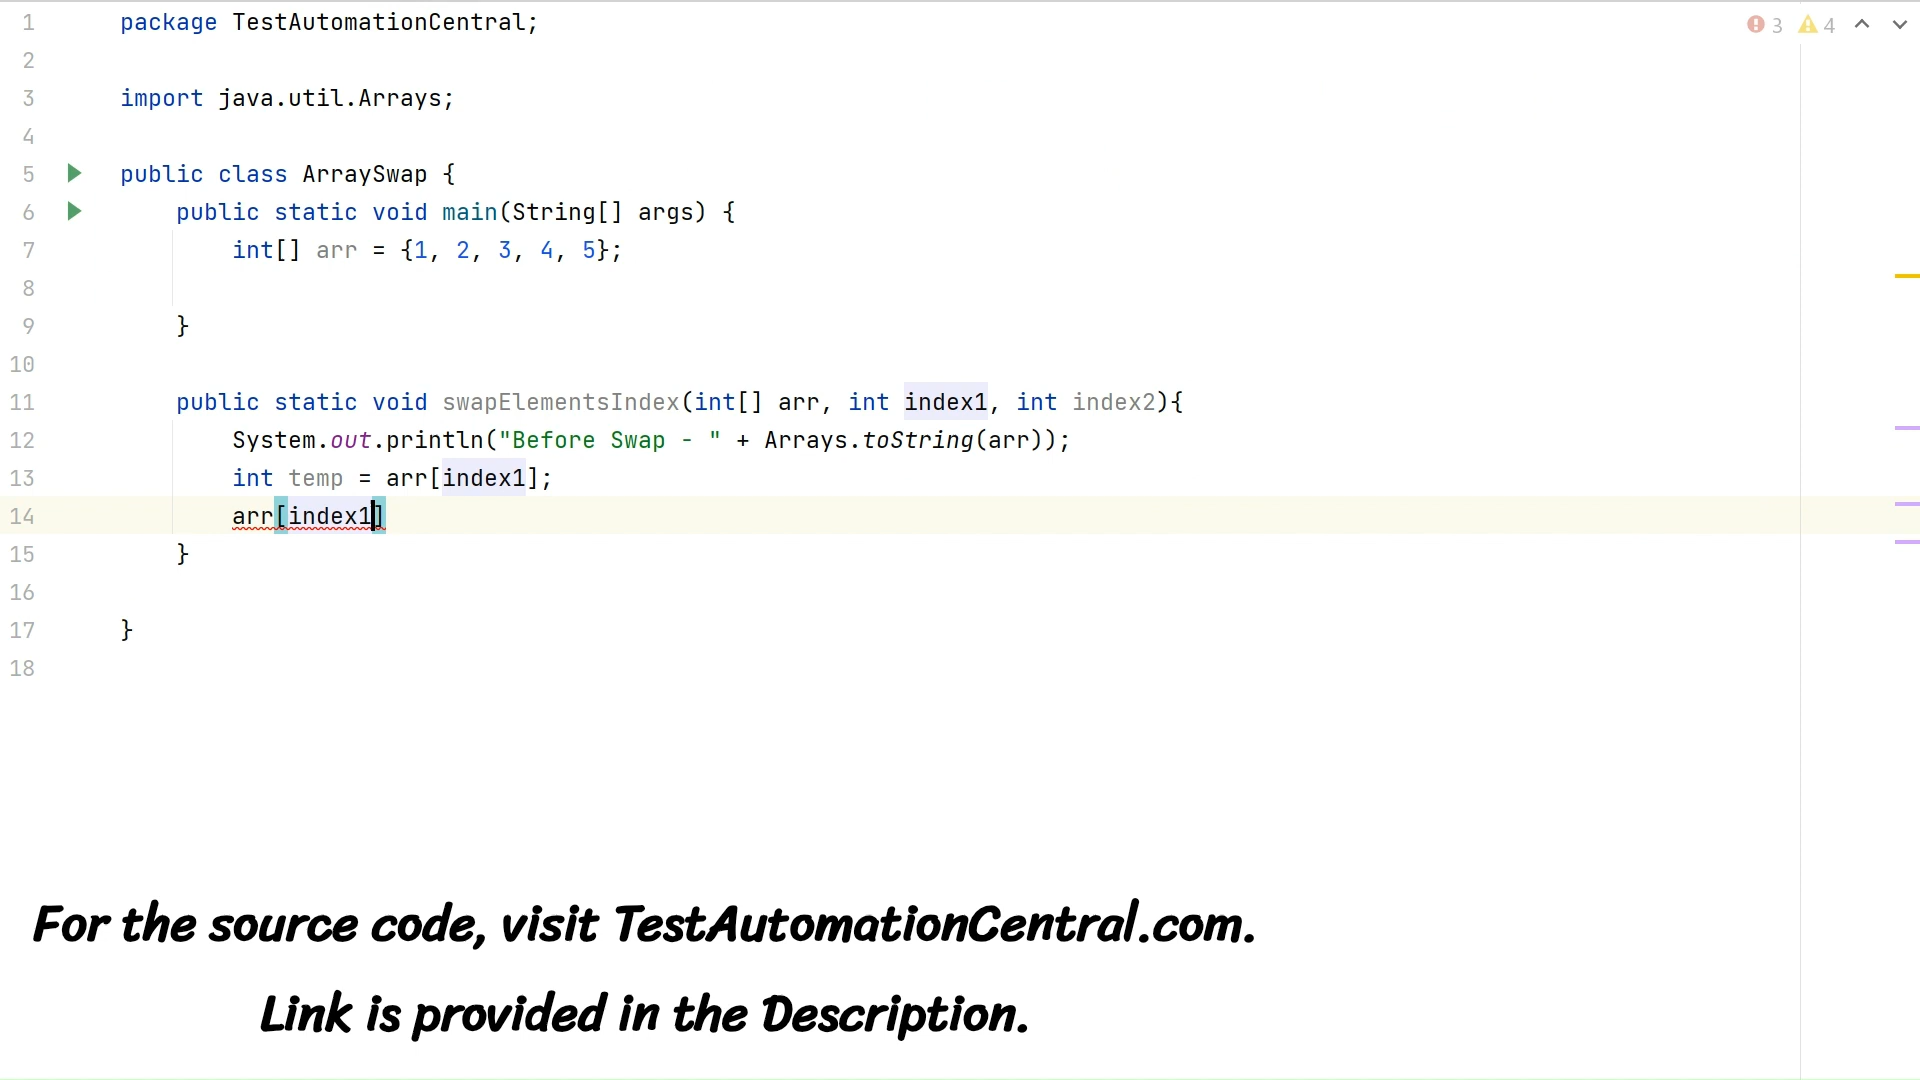 1 package TestAutomationCentral;
3 4
2
3 import java.util.Arrays;
4
5 public class ArraySwap {
6 public static void main(String[] args) {
7 int[] arr = {1, 2, 3, 4, 5};
8
9 }
10
11 public static void swapElementsIndex(int[] arr, int index1, int index2){
12 System.out.println("Before Swap - " + Arrays.toString(arr));
13 int temp = arr[index1];
14 arr[index1]
15 }
16
17 }
18
For the source code, visit TestAutomationCentral.com.
Link is provided in the Description.